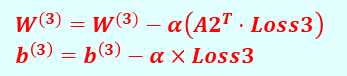 W⁽³⁾ = W⁽³⁾ − α(A2ᵀ · Loss3)
b⁽³⁾ = b⁽³⁾ − α × Loss3